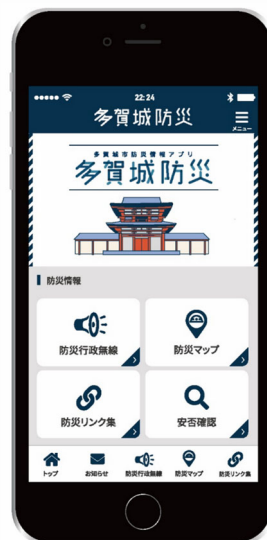 22:24
多賀城防災
メニュー
多賀城市防災情報アプリ
多賀城防災
防災情報
防災行政無線
防災マップ
防災リンク集
安否確認
トップ
お知らせ
防災行政無線
防災マップ
防災リンク集